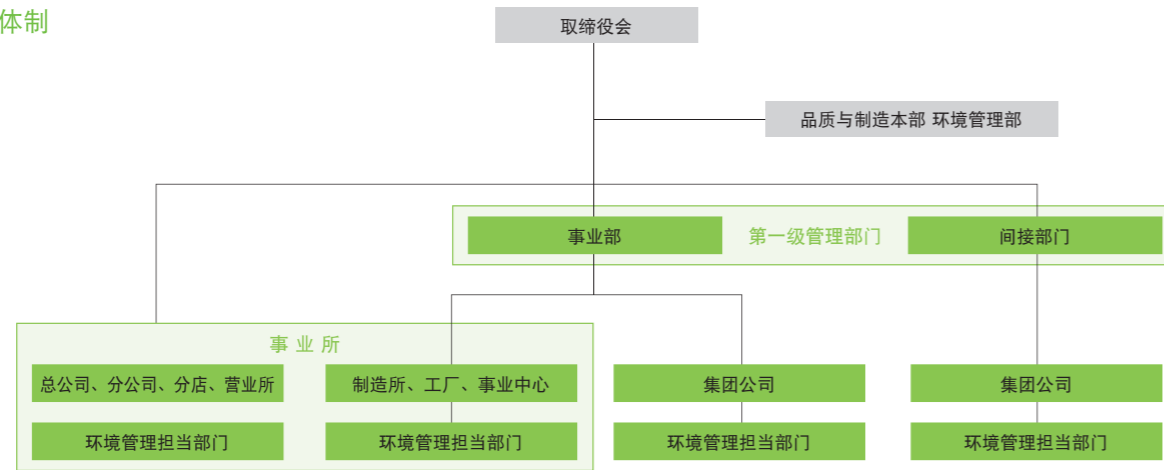 体制
取缔役会
品质与制造本部 环境管理部
事业部
第一级管理部门
间接部门
事业所
总公司、分公司、分店、营业所
制造所、工厂、事业中心
集团公司
集团公司
环境管理担当部门
环境管理担当部门
环境管理担当部门
环境管理担当部门